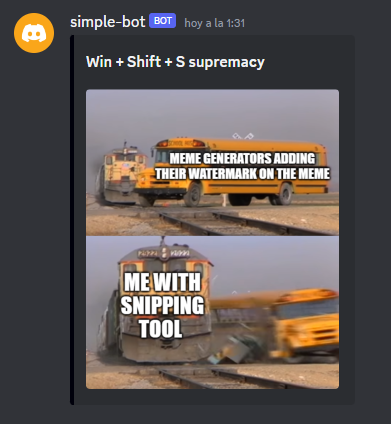 simple-bot BOT hoy a la 1:31
Win + Shift + S supremacy
MEME GENERATORS ADDING
THEIR WATERMARK ON THE MEME
ME WITH
SNIPPING
TOOL